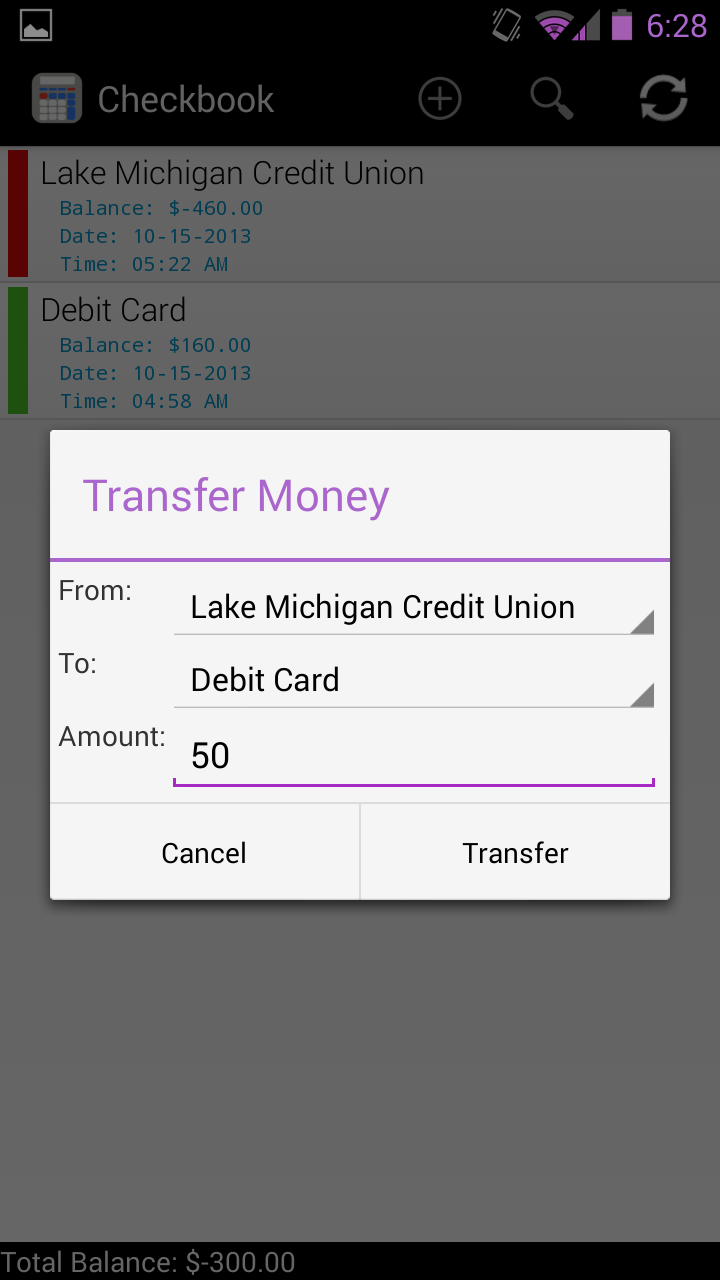 6:28
Checkbook
Lake Michigan Credit Union
Balance: $-460.00
Date: 10-15-2013
Time: 05:22 AM
Debit Card
Balance: $160.00
Date: 10-15-2013
Time: 04:58 AM
Transfer Money
From: Lake Michigan Credit Union
To: Debit Card
Amount: 50
Cancel Transfer
Total Balance: $-300.00